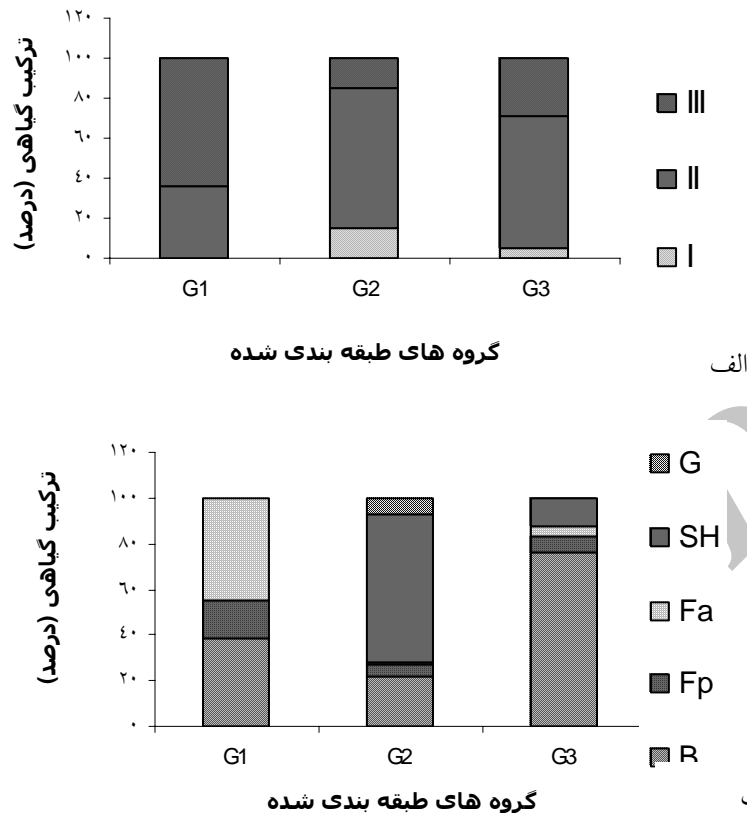 ترکیب گیاهی (درصد)
۱۲۰
۱۰۰
۸۰
۶۰
۴۰
۲۰
۰
G1 G2 G3
گروه های طبقه بندی شده
III
II
I
الف
ترکیب گیاهی (درصد)
۱۲۰
۱۰۰
۸۰
۶۰
٤۰
۲۰
۰
G1 G2 G3
گروه های طبقه بندی شده
G
SH
Fa
Fp
B